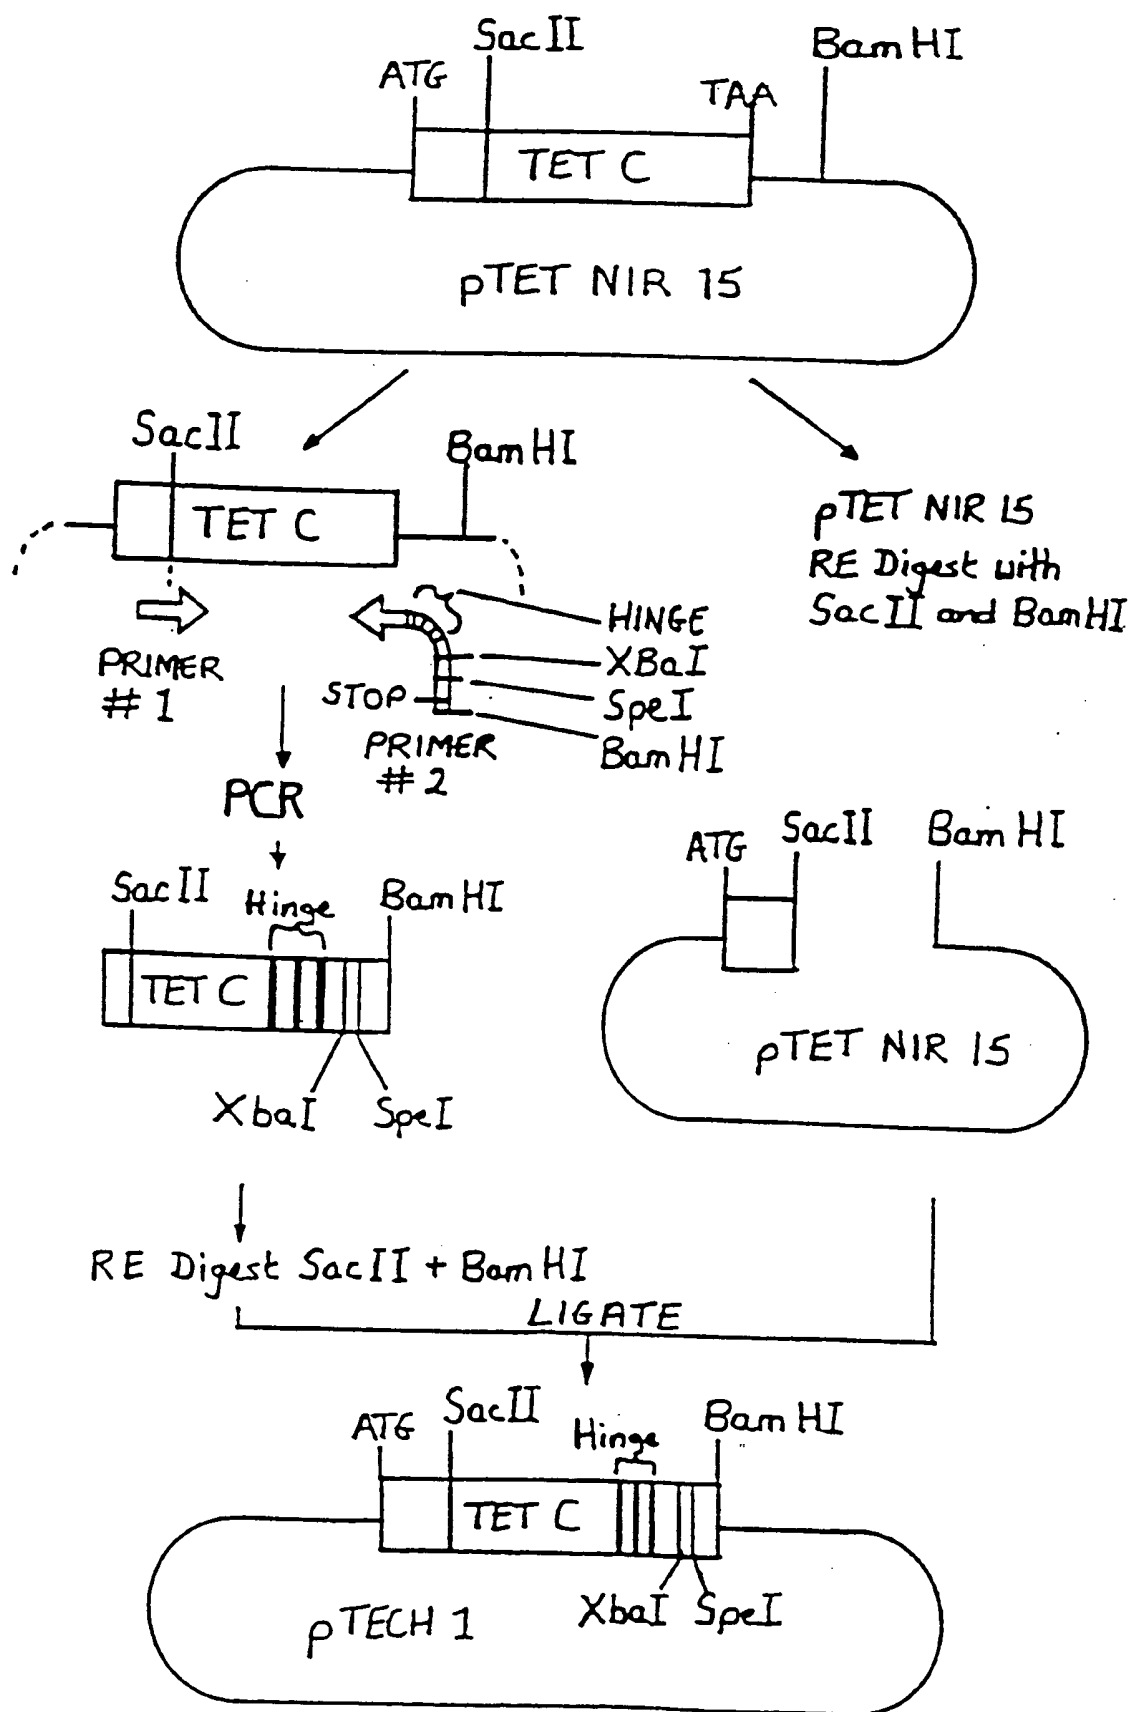 SacII
BamHI
ATG
TAA
TET C
pTET NIR 15
SacII
BamHI
TET C
pTET NIR 15
RE Digest with
SacII and BamHI
HINGE
XBaI
SpeI
BamHI
STOP
PRIMER
# 1
PRIMER
# 2
PCR
SacII
Hinge
BamHI
TET C
XbaI
SpeI
ATG
SacII
BamHI
pTET NIR 15
RE Digest SacII + BamHI
LIGATE
ATG
SacII
Hinge
BamHI
TET C
XbaI
SpeI
pTECH 1